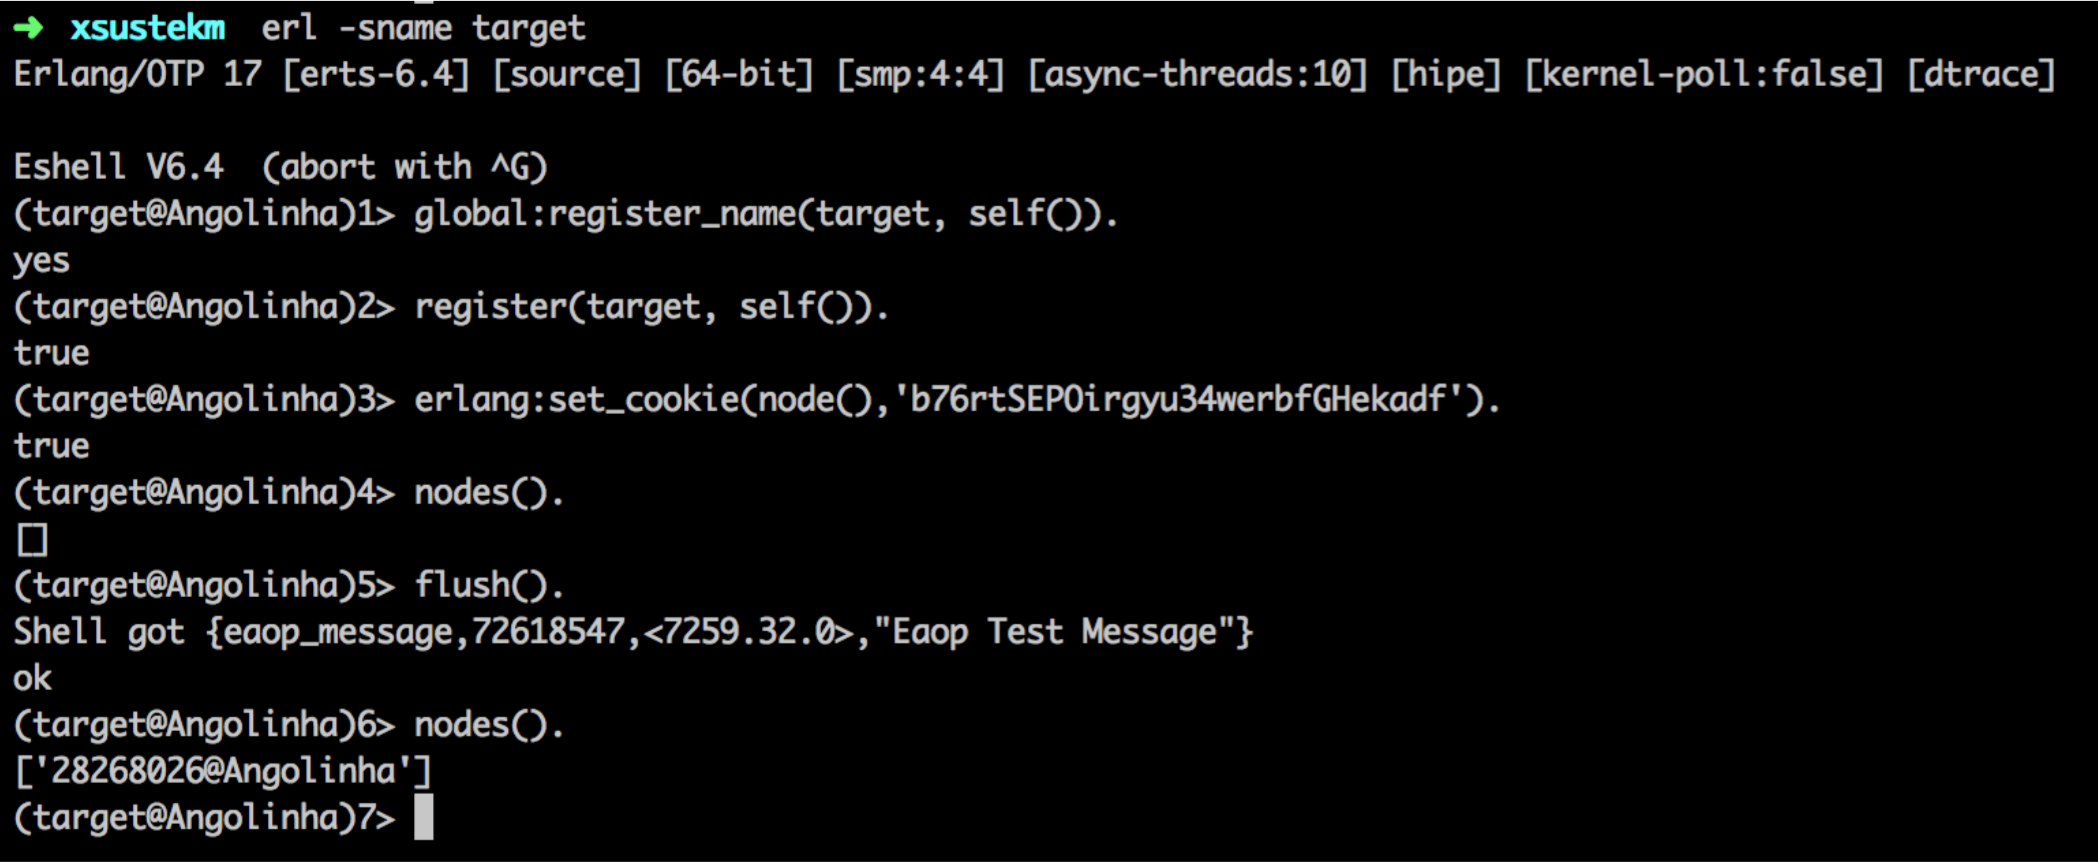 ➜ xsustekm erl -sname target
Erlang/OTP 17 [erts-6.4] [source] [64-bit] [smp:4:4] [async-threads:10] [hipe] [kernel-poll:false] [dtrace]
Eshell V6.4  (abort with ^G)
(target@Angolinha)1> global:register_name(target, self()).
yes
(target@Angolinha)2> register(target, self()).
true
(target@Angolinha)3> erlang:set_cookie(node(),'b76rtSEPOirgyu34werbfGHekadf').
true
(target@Angolinha)4> nodes().
[]
(target@Angolinha)5> flush().
Shell got {eaop_message,72618547,<7259.32.0>,"Eaop Test Message"}
ok
(target@Angolinha)6> nodes().
['28268026@Angolinha']
(target@Angolinha)7>